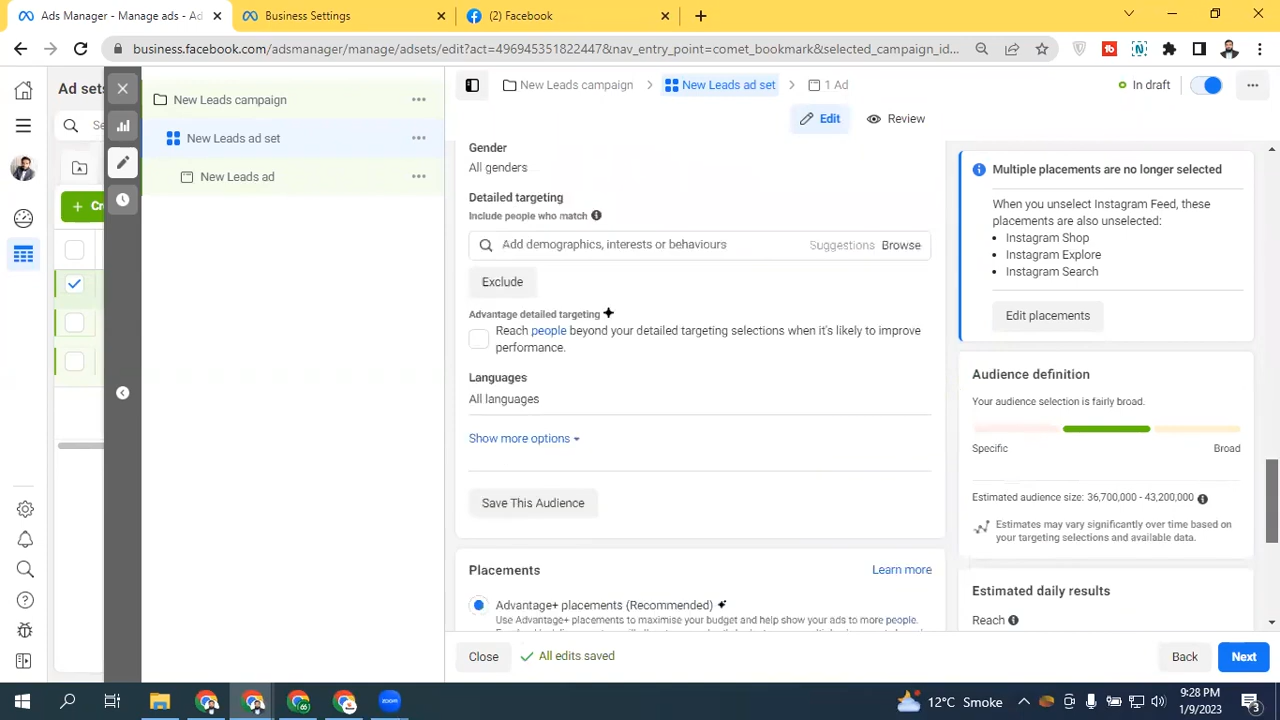 Ads Manager - Manage ads - Ad
Business Settings
(2) Facebook
business.facebook.com/adsmanager/manage/adsets/edit?act=496945351822447&nav_entry_point=comet_bookmark&selected_campaign_id...
Ad sets
New Leads campaign
New Leads ad set
New Leads ad
New Leads campaign
New Leads ad set
1 Ad
In draft
Edit
Review
Gender
All genders
Detailed targeting
Include people who match
Add demographics, interests or behaviours
Suggestions
Browse
Exclude
Advantage detailed targeting
Reach people beyond your detailed targeting selections when it's likely to improve
performance.
Languages
All languages
Show more options
Save This Audience
Placements
Learn more
Advantage+ placements (Recommended)
Use Advantage+ placements to maximise your budget and help show your ads to more people.
Multiple placements are no longer selected
When you unselect Instagram Feed, these
placements are also unselected:
• Instagram Shop
• Instagram Explore
• Instagram Search
Edit placements
Audience definition
Your audience selection is fairly broad.
Specific
Broad
Estimated audience size: 36,700,000 - 43,200,000
Estimates may vary significantly over time based on
your targeting selections and available data.
Estimated daily results
Reach
Close
All edits saved
Back
Next
12°C Smoke
9:28 PM
1/9/2023
3